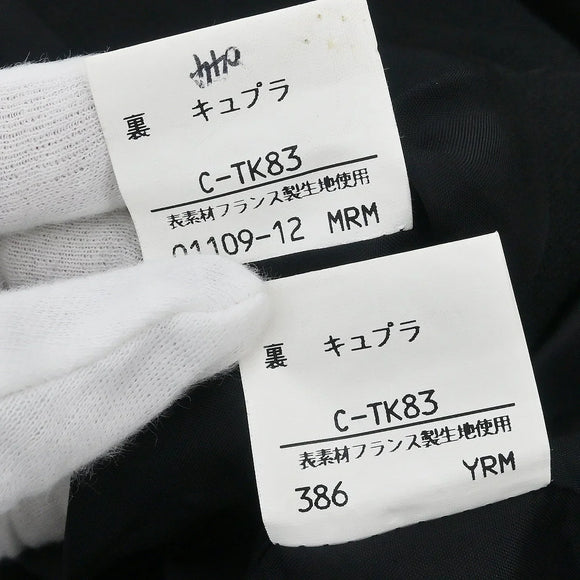 裏 キュプラ
C-TK83
表素材フランス製生地使用
01109-12 MRM
裏 キュプラ
C-TK83
表素材フランス製生地使用
386 YRM